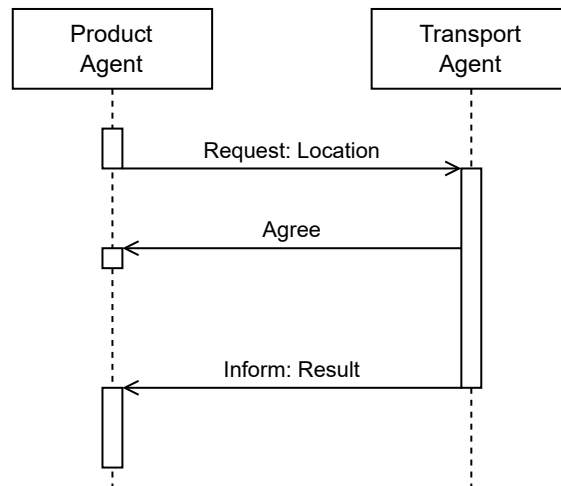 Product
Agent
Transport
Agent
Request: Location
Agree
Inform: Result